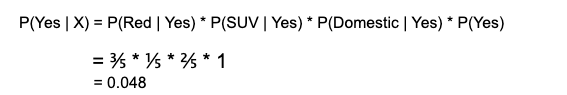 P(Yes | X) = P(Red | Yes) * P(SUV | Yes) * P(Domestic | Yes) * P(Yes)
= ⅗ * ⅕ * ⅖ * 1
= 0.048